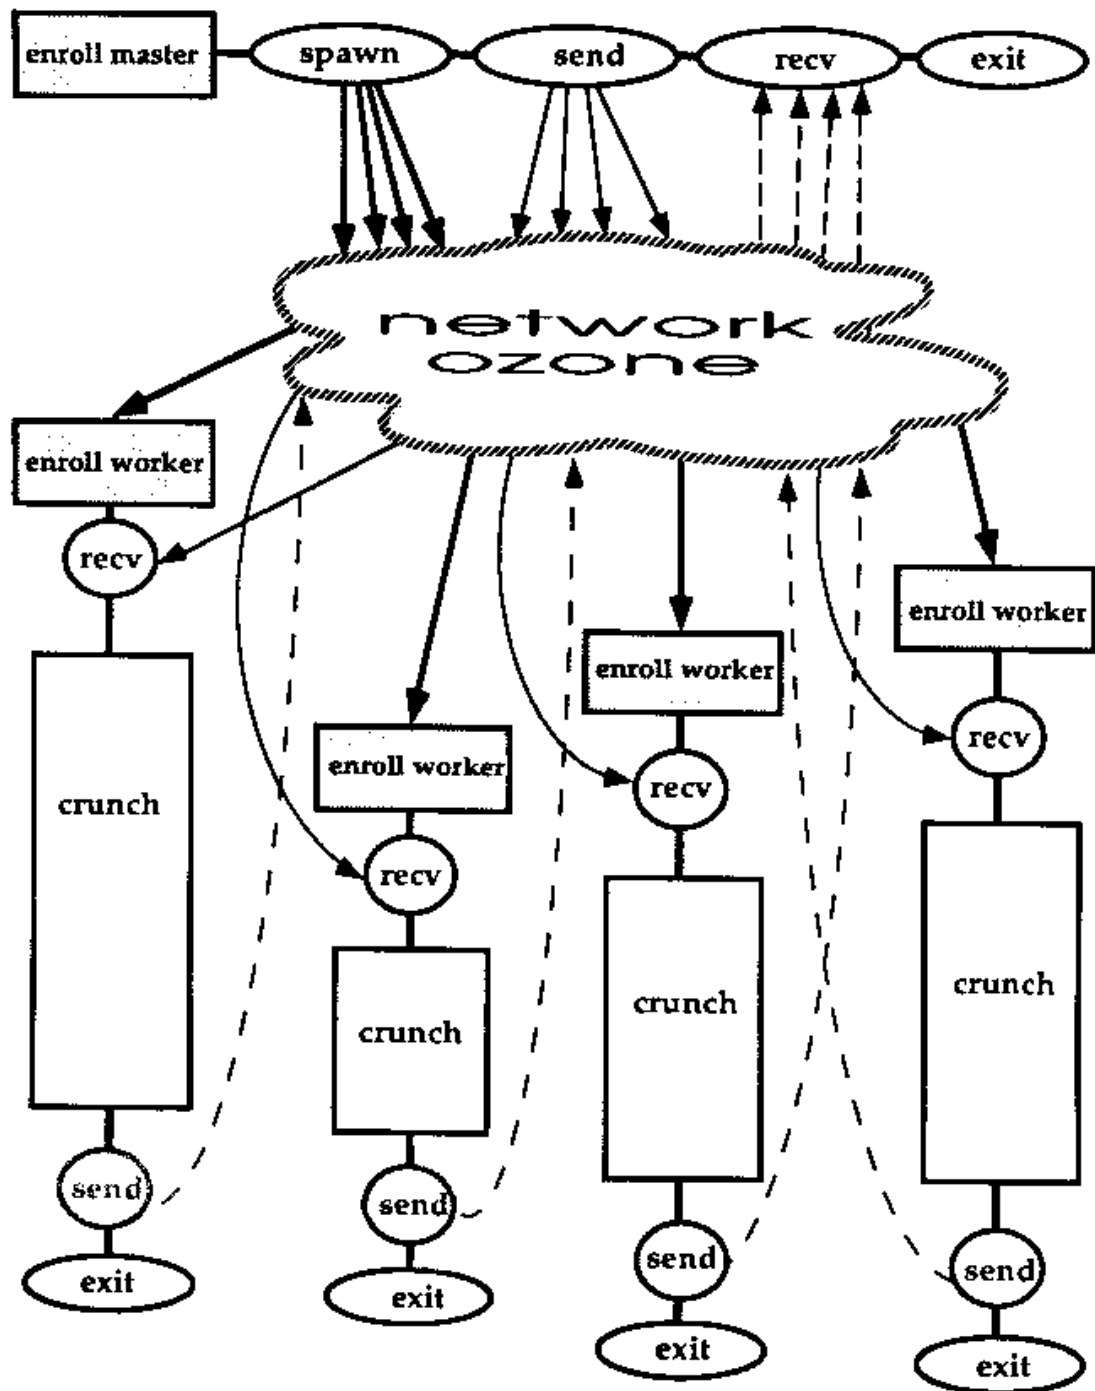 enroll master
spawn
send
recv
exit
network
ozone
enroll worker
recv
crunch
send
exit
enroll worker
recv
crunch
send
exit
enroll worker
recv
crunch
send
exit
enroll worker
recv
crunch
send
exit